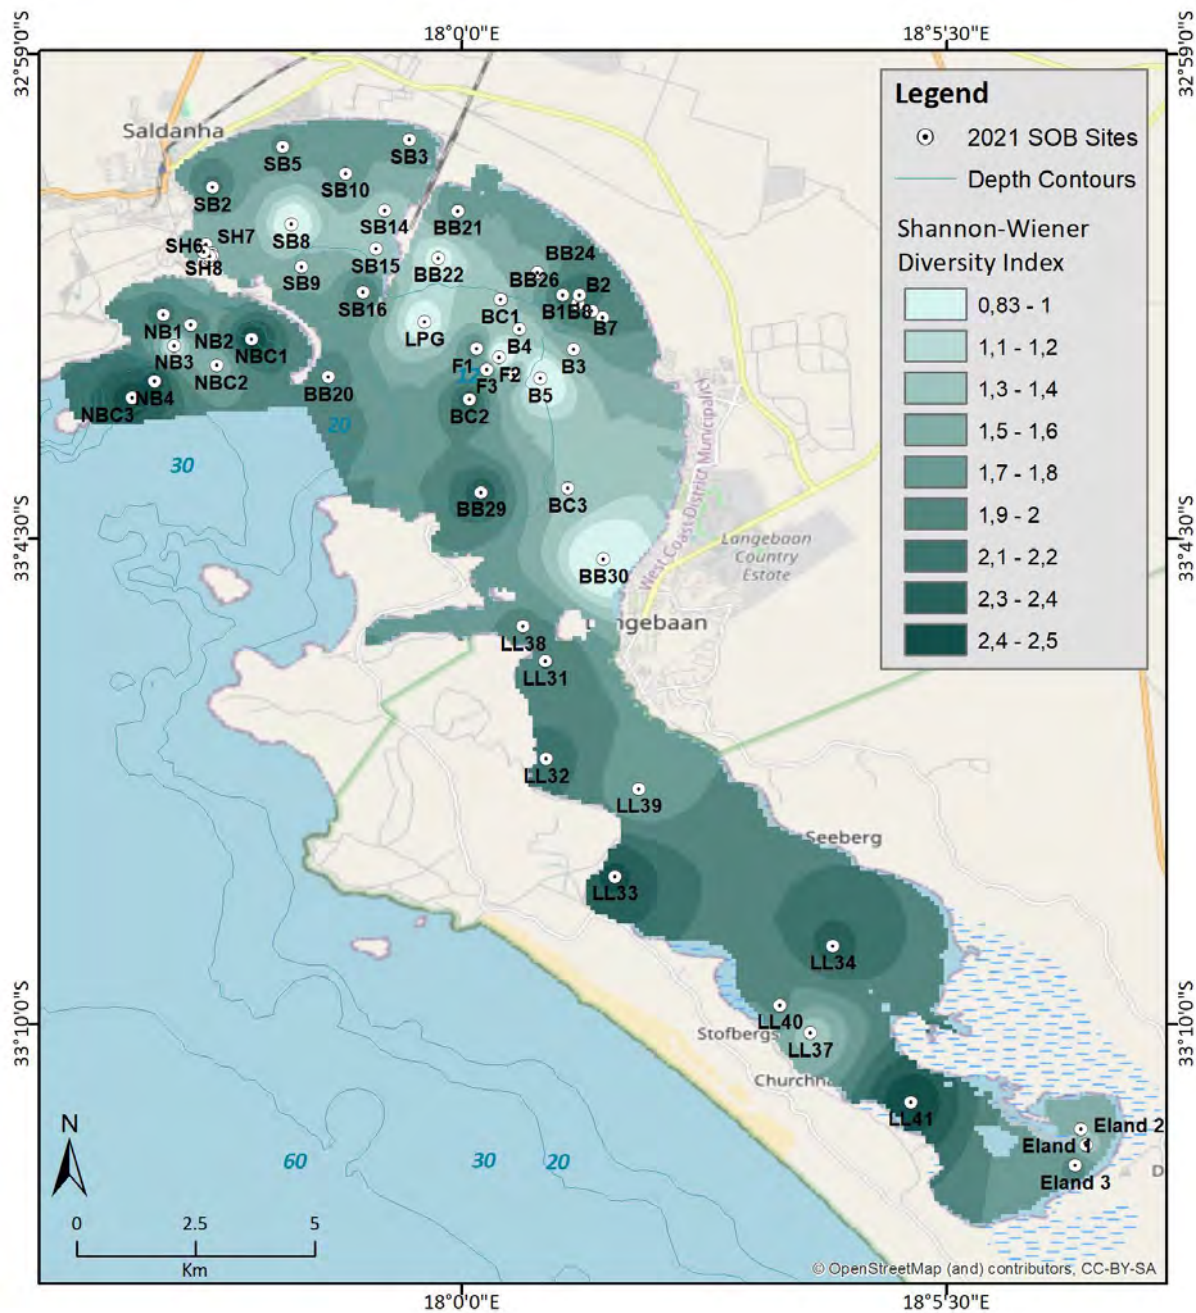 18°0'0"E
18°5'30"E
32°59'0"S
32°59'0"S
Legend
2021 SOB Sites
Depth Contours
Shannon-Wiener
Diversity Index
0,83 - 1
1,1 - 1,2
1,3 - 1,4
1,5 - 1,6
1,7 - 1,8
1,9 - 2
2,1 - 2,2
2,3 - 2,4
2,4 - 2,5
Saldanha
SB5
SB3
SB10
SB2
SB14
BB21
SB8
SH7
SH6
SH8
SB15
BB22
BB24
BB26
SB9
SB16
B2
B1
B8
B7
BC1
NB1
NB2
NBC1
LPG
B4
NB3
F1
B3
NBC2
F2
F3
12
BB20
B5
NB4
NBC3
BC2
20
30
BB29
BC3
West Coast District Municipality
Langebaan
Country
Estate
33°4'30"S
33°4'30"S
BB30
ngebaan
LL38
LL31
LL32
LL39
Seeberg
LL33
LL34
LL40
Stofbergs
LL37
33°10'0"S
33°10'0"S
Churchha
LL41
Eland 2
Eland 1
Eland 3
D
N
60
30
20
0
2.5
5
Km
© OpenStreetMap (and) contributors, CC-BY-SA
18°0'0"E
18°5'30"E